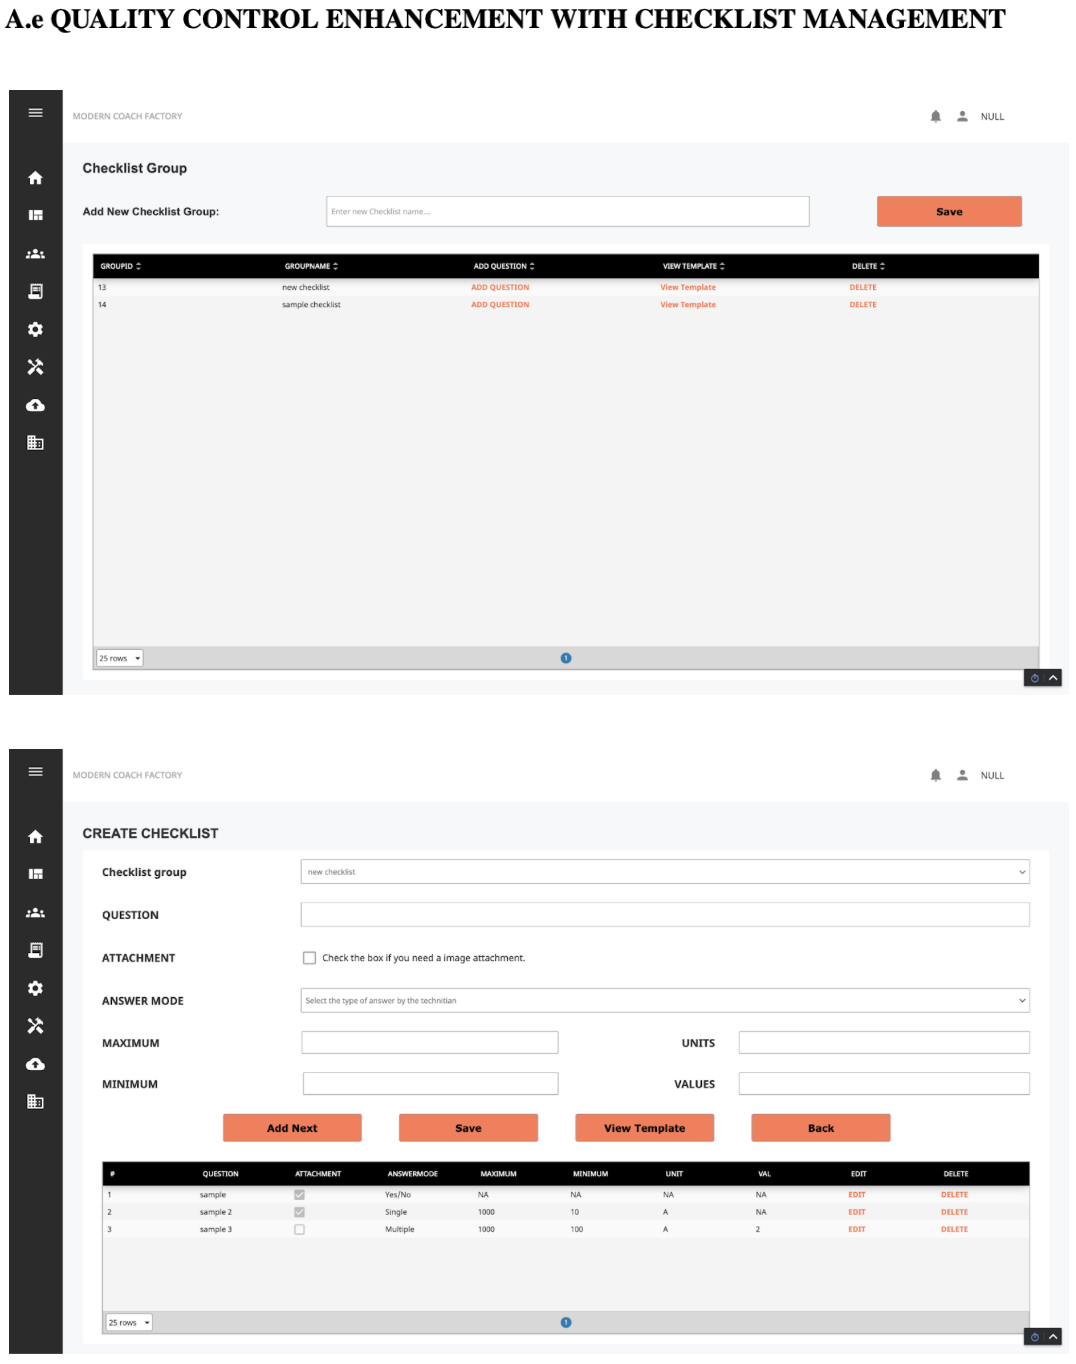 A.e QUALITY CONTROL ENHANCEMENT WITH CHECKLIST MANAGEMENT
MODERN COACH FACTORY NULL
Checklist Group
Add New Checklist Group: Enter new Checklist name.... Save
GROUPID GROUPNAME ADD QUESTION VIEW TEMPLATE DELETE
13 new checklist ADD QUESTION View Template DELETE
14 sample checklist ADD QUESTION View Template DELETE
25 rows 1
MODERN COACH FACTORY NULL
CREATE CHECKLIST
Checklist group new checklist
QUESTION
ATTACHMENT Check the box if you need a image attachment.
ANSWER MODE Select the type of answer by the technitian
MAXIMUM UNITS
MINIMUM VALUES
Add Next Save View Template Back
# QUESTION ATTACHMENT ANSWERMODE MAXIMUM MINIMUM UNIT VAL EDIT DELETE
1 sample Yes/No NA NA NA NA EDIT DELETE
2 sample 2 Single 1000 10 A NA EDIT DELETE
3 sample 3 Multiple 1000 100 A 2 EDIT DELETE
25 rows 1